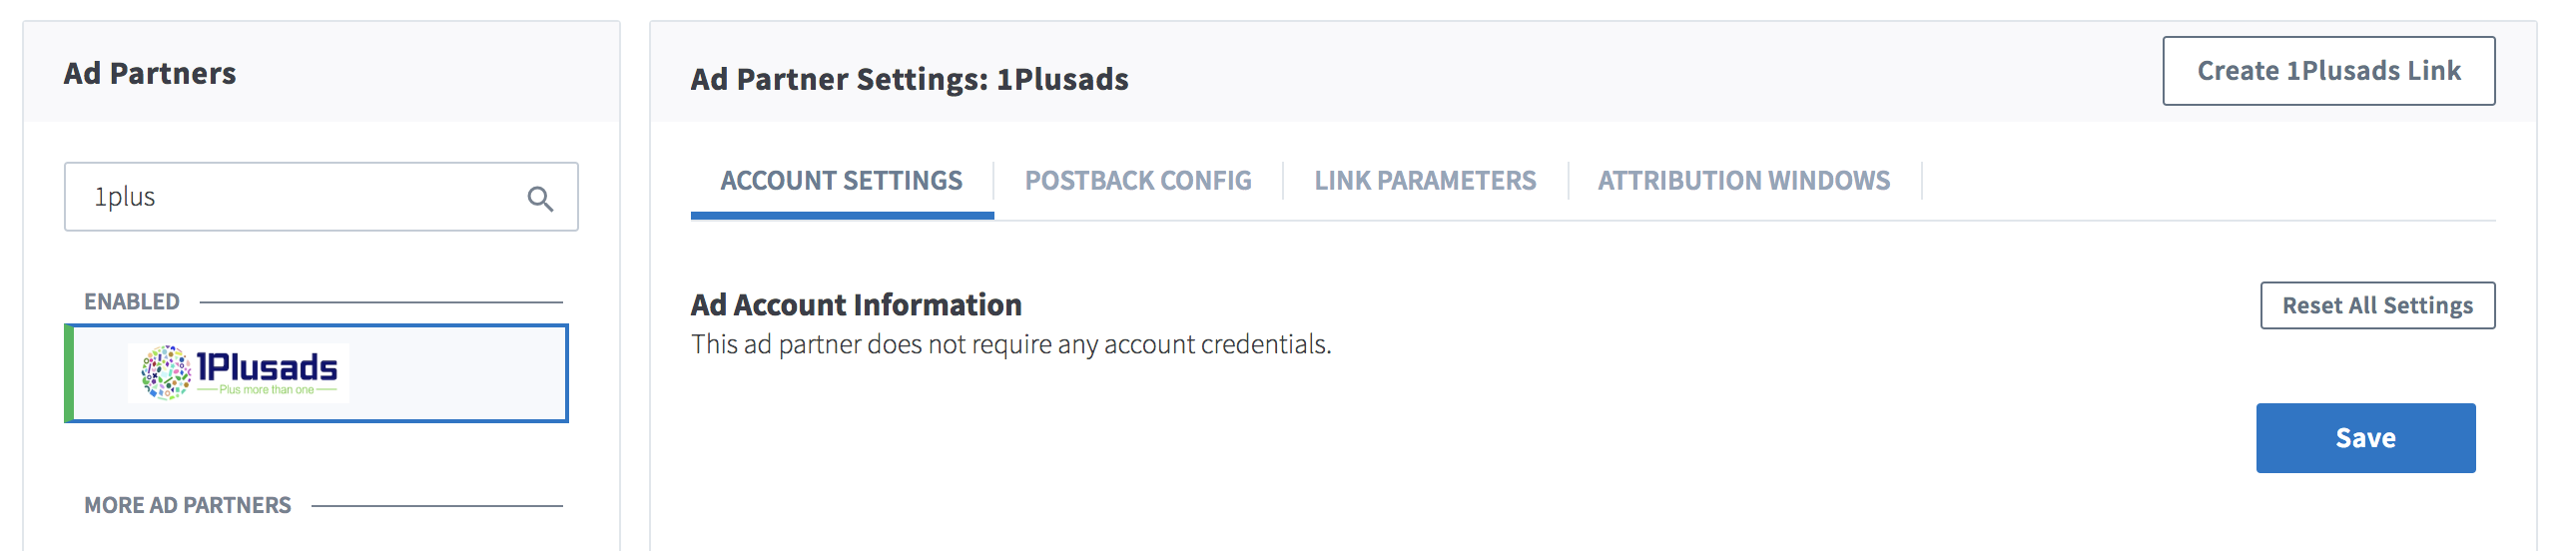 Ad Partners
1plus
ENABLED
1Plusads
Plus more than one
MORE AD PARTNERS
Ad Partner Settings: 1Plusads
Create 1Plusads Link
ACCOUNT SETTINGS
POSTBACK CONFIG
LINK PARAMETERS
ATTRIBUTION WINDOWS
Ad Account Information
This ad partner does not require any account credentials.
Reset All Settings
Save